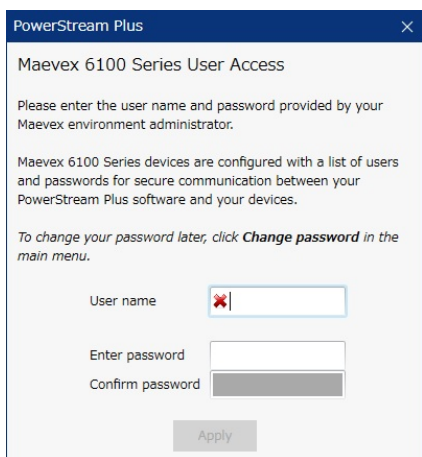 PowerStream Plus
Maevex 6100 Series User Access
Please enter the user name and password provided by your
Maevex environment administrator.
Maevex 6100 Series devices are configured with a list of users
and passwords for secure communication between your
PowerStream Plus software and your devices.
To change your password later, click Change password in the
main menu.
User name
Enter password
Confirm password
Apply